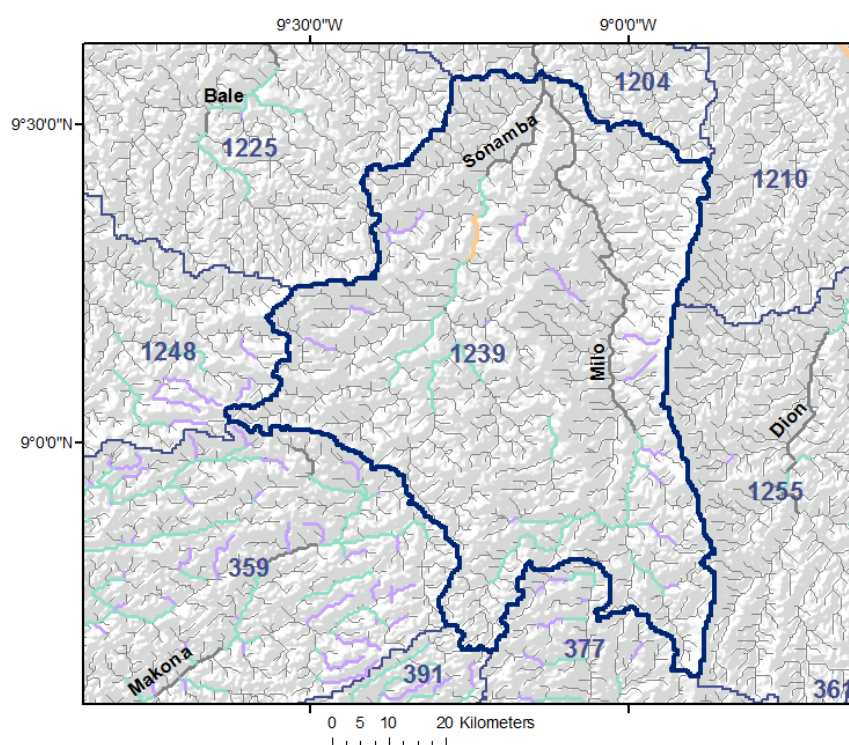 9°30'0"W
9°0'0"W
1204
Bale
9°30'0"N
Sonamba
1225
1210
1248
1239
Milo
Dion
9°0'0"N
1255
359
377
Makona
391
361
0 5 10 20 Kilometers